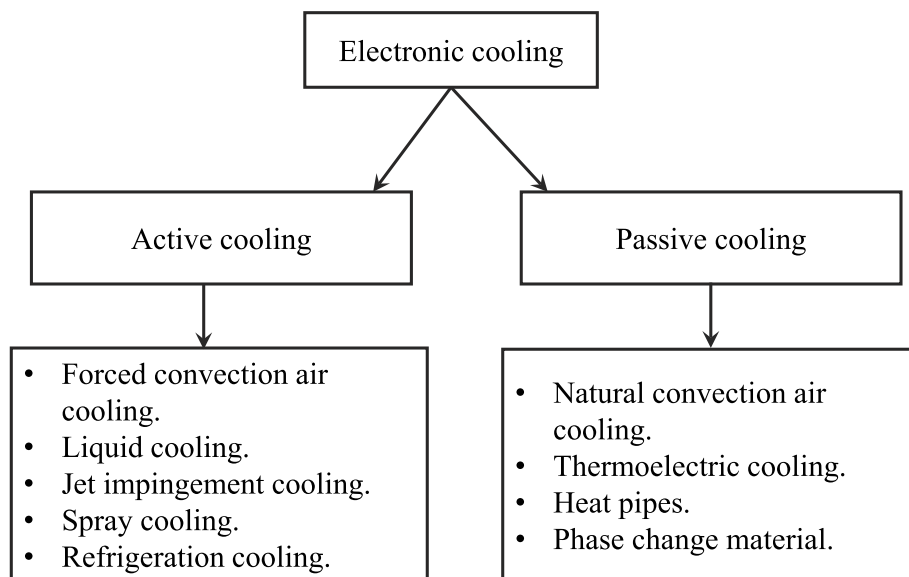 Electronic cooling
Active cooling
Passive cooling
• Forced convection air
cooling.
• Liquid cooling.
• Jet impingement cooling.
• Spray cooling.
• Refrigeration cooling.
• Natural convection air
cooling.
• Thermoelectric cooling.
• Heat pipes.
• Phase change material.